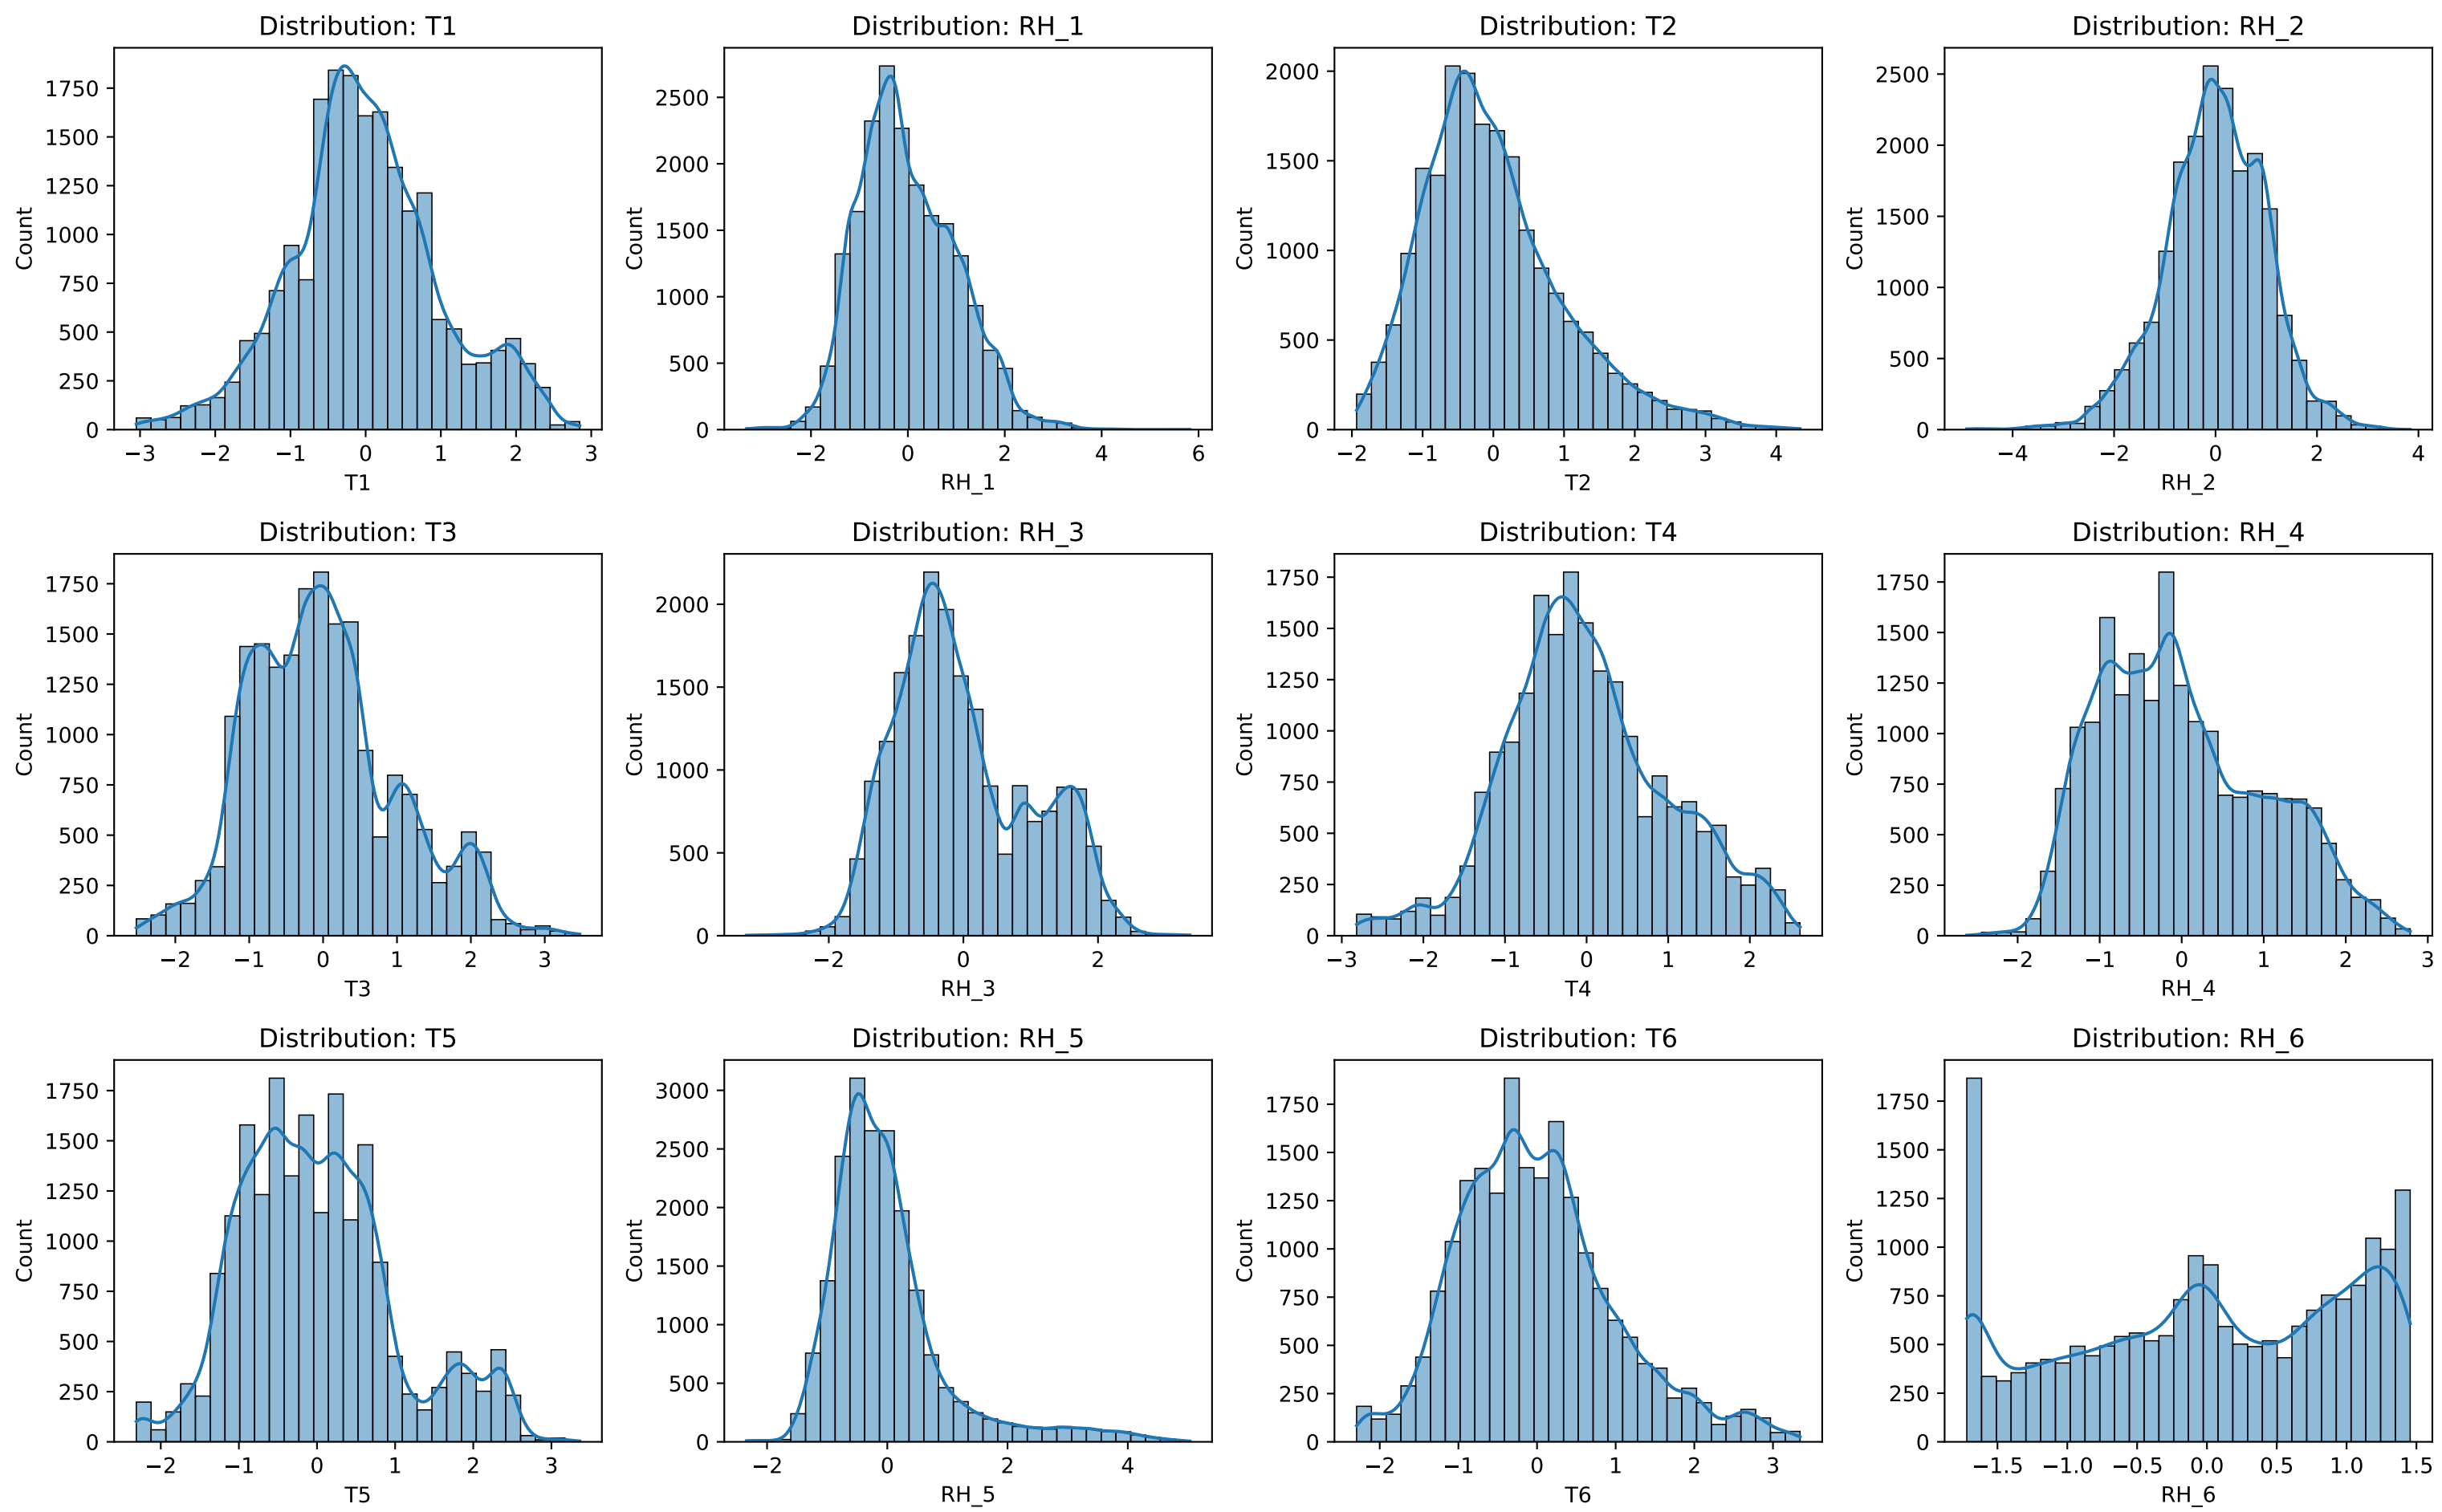 Distribution: T1
Count
1750
1500
1250
1000
750
500
250
0
−3 −2 −1 0 1 2 3
T1
Distribution: RH_1
Count
2500
2000
1500
1000
500
0
−2 0 2 4 6
RH_1
Distribution: T2
Count
2000
1500
1000
500
0
−2 −1 0 1 2 3 4
T2
Distribution: RH_2
Count
2500
2000
1500
1000
500
0
−4 −2 0 2 4
RH_2
Distribution: T3
Count
1750
1500
1250
1000
750
500
250
0
−2 −1 0 1 2 3
T3
Distribution: RH_3
Count
2000
1500
1000
500
0
−2 0 2
RH_3
Distribution: T4
Count
1750
1500
1250
1000
750
500
250
0
−3 −2 −1 0 1 2
T4
Distribution: RH_4
Count
1750
1500
1250
1000
750
500
250
0
−2 −1 0 1 2 3
RH_4
Distribution: T5
Count
1750
1500
1250
1000
750
500
250
0
−2 −1 0 1 2 3
T5
Distribution: RH_5
Count
3000
2500
2000
1500
1000
500
0
−2 0 2 4
RH_5
Distribution: T6
Count
1750
1500
1250
1000
750
500
250
0
−2 −1 0 1 2 3
T6
Distribution: RH_6
Count
1750
1500
1250
1000
750
500
250
0
−1.5 −1.0 −0.5 0.0 0.5 1.0 1.5
RH_6